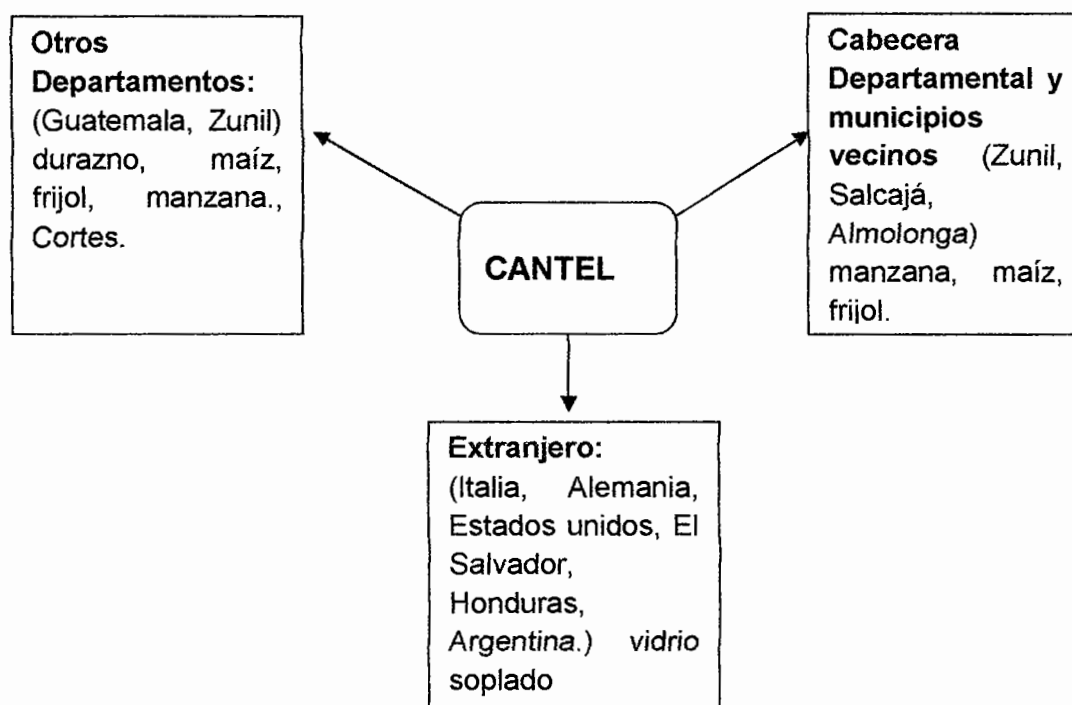 Otros
Departamentos:
(Guatemala, Zunil)
durazno, maíz,
frijol, manzana.,
Cortes.
Cabecera
Departamental y
municipios
vecinos (Zunil,
Salcajá,
Almolonga)
manzana, maíz,
frijol.
CANTEL
Extranjero:
(Italia, Alemania,
Estados unidos, El
Salvador,
Honduras,
Argentina.) vidrio
soplado